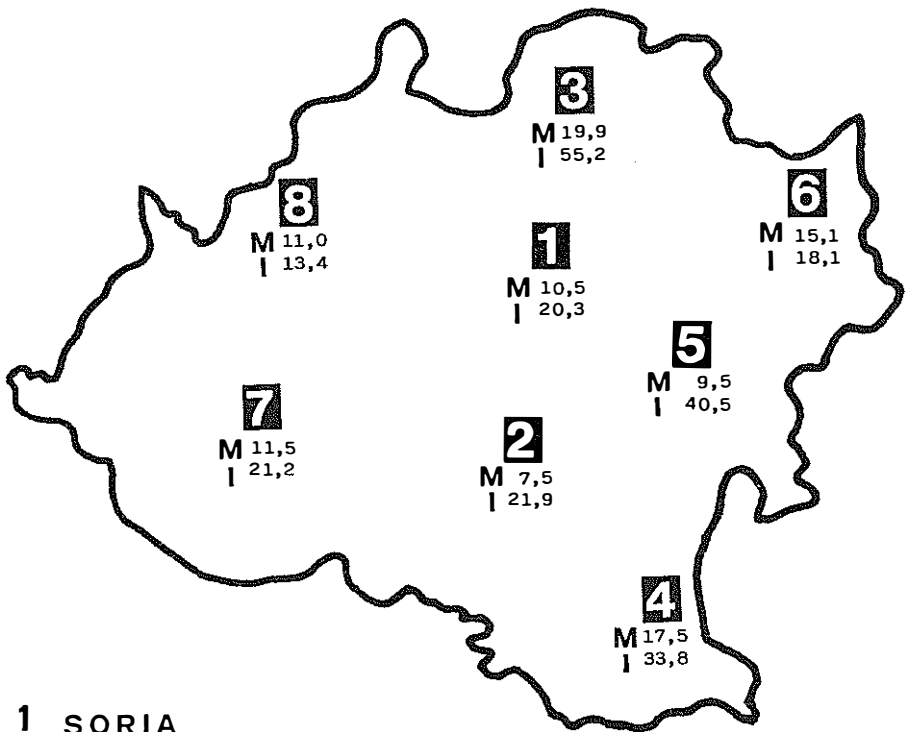 3
M 19,9
I 55,2
8
M 11,0
I 13,4
6
M 15,1
I 18,1
1
M 10,5
I 20,3
5
M 9,5
I 40,5
7
M 11,5
I 21,2
2
M 7,5
I 21,9
4
M 17,5
I 33,8
1 SORIA